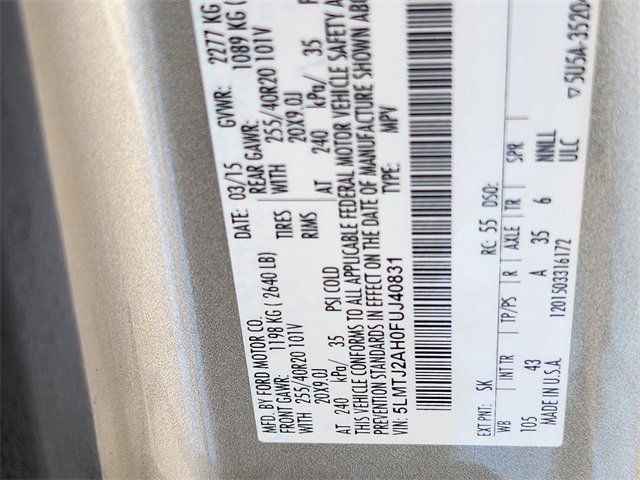 MFD. BY FORD MOTOR CO.
DATE: 03/15 GVWR: 2277 KG
FRONT GAWR: 1198 KG ( 2640 LB) REAR GAWR: 1089 KG (
WITH 255/40R20 101V TIRES WITH 255/40R20 101V
20X9.0J RIMS 20X9.0J
AT 240 kPa/ 35 PSI COLD AT 240 kPa/ 35 P
THIS VEHICLE CONFORMS TO ALL APPLICABLE FEDERAL MOTOR VEHICLE SAFETY A
PREVENTION STANDARDS IN EFFECT ON THE DATE OF MANUFACTURE SHOWN ABO
VIN: 5LMTJ2AH0FUJ40831 TYPE: MPV
EXT PNT: SK RC: 55 DSO:
WB INT TR TP/PS R AXLE TR SPR
105 43 A 35 6 NNLL
MADE IN U.S.A. 1201503316172 ULC
▽5U5A-3520